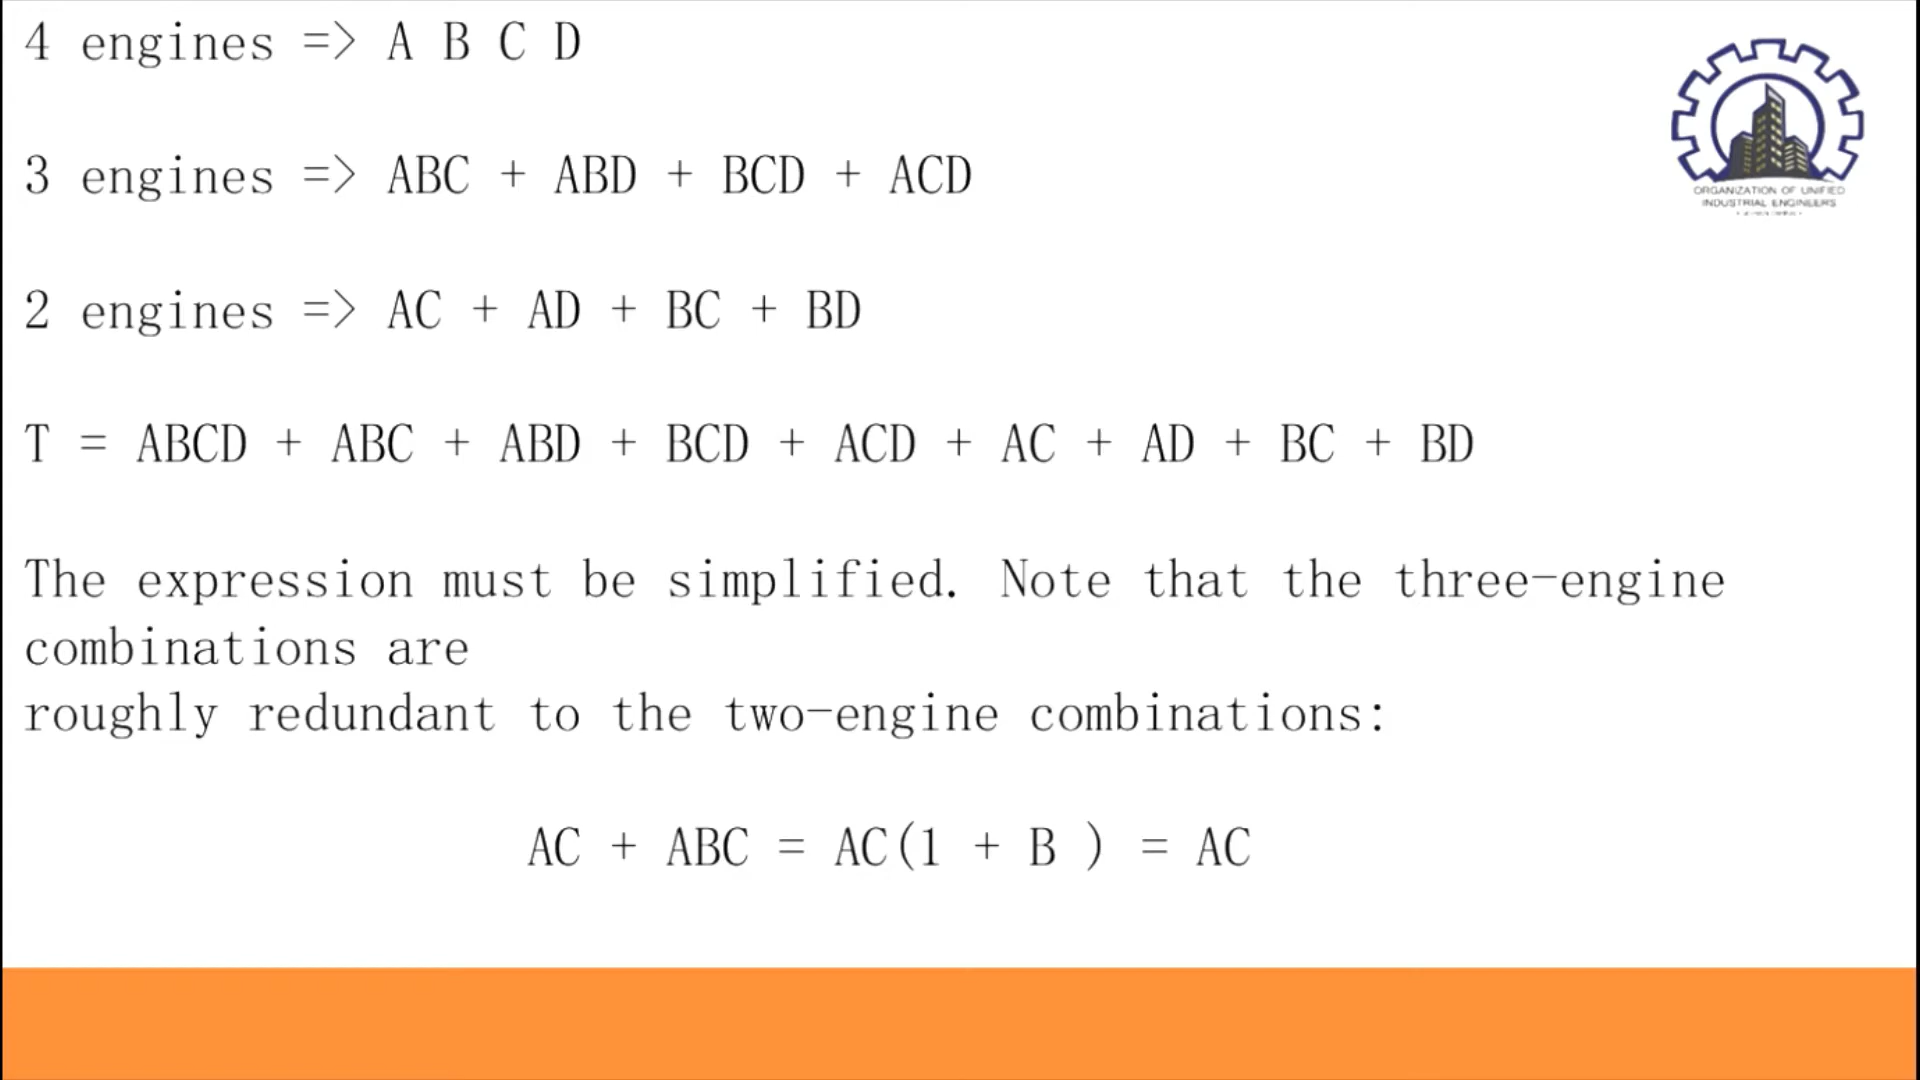 4 engines => A B C D
3 engines => ABC + ABD + BCD + ACD
2 engines => AC + AD + BC + BD
T = ABCD + ABC + ABD + BCD + ACD + AC + AD + BC + BD
The expression must be simplified. Note that the three-engine
combinations are
roughly redundant to the two-engine combinations:
AC + ABC = AC(1 + B ) = AC
ORGANIZATION OF UNIFIED
INDUSTRIAL ENGINEERS